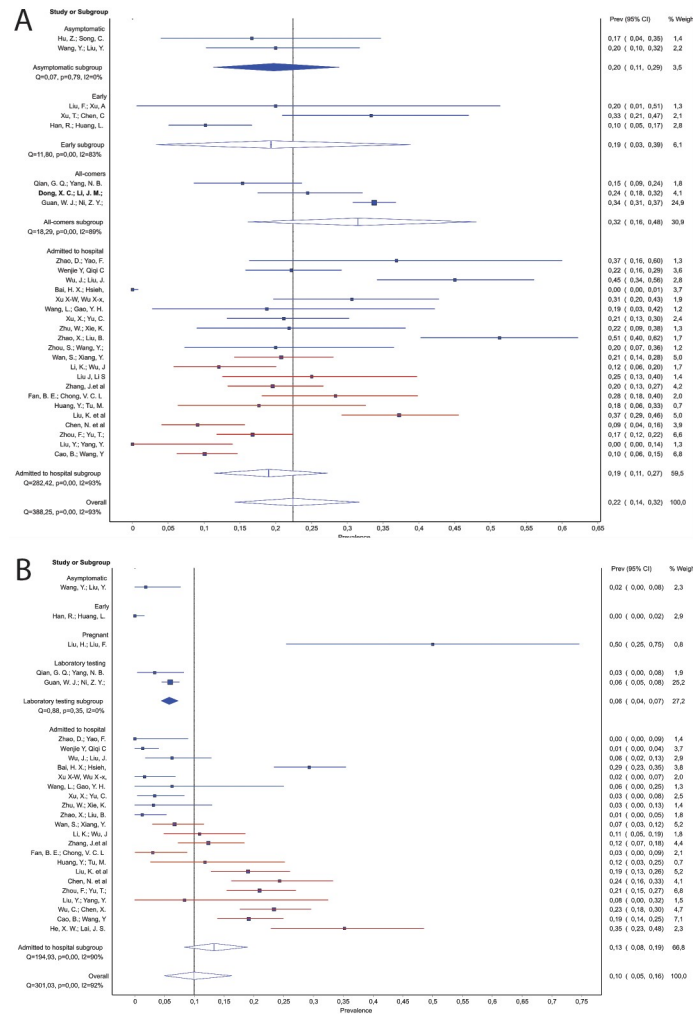 A
Study or Subgroup Prev (95% CI) % Weigh
Asymptomatic
Hu, Z.; Song, C. 0,17 ( 0,04, 0,35) 1,4
Wang, Y.; Liu, Y. 0,20 ( 0,10, 0,32) 2,2
Asymptomatic subgroup 0,20 ( 0,11, 0,29) 3,5
Q=0,07, p=0,79, I2=0%
Early
Liu, F.; Xu, A 0,20 ( 0,01, 0,51) 1,3
Xu, T.; Chen, C 0,33 ( 0,21, 0,47) 2,1
Han, R.; Huang, L. 0,10 ( 0,05, 0,17) 2,8
Early subgroup 0,19 ( 0,03, 0,39) 6,1
Q=11,80, p=0,00, I2=83%
All-comers
Qian, G. Q.; Yang, N. B. 0,15 ( 0,09, 0,24) 1,8
Dong, X. C.; Li, J. M.; 0,24 ( 0,18, 0,32) 4,1
Guan, W. J.; Ni, Z. Y.; 0,34 ( 0,31, 0,37) 24,9
All-comers subgroup 0,32 ( 0,16, 0,48) 30,9
Q=18,29, p=0,00, I2=89%
Admitted to hospital
Zhao, D.; Yao, F. 0,37 ( 0,16, 0,60) 1,3
Wenjie Y, Qiqi C 0,22 ( 0,16, 0,29) 3,6
Wu, J.; Liu, J. 0,45 ( 0,34, 0,56) 2,8
Bai, H. X.; Hsieh, 0,00 ( 0,00, 0,01) 3,7
Xu X-W, Wu X-x, 0,31 ( 0,20, 0,43) 1,9
Wang, L.; Gao, Y. H. 0,19 ( 0,03, 0,42) 1,2
Xu, X.; Yu, C. 0,21 ( 0,13, 0,30) 2,4
Zhu, W.; Xie, K. 0,22 ( 0,09, 0,38) 1,3
Zhao, X.; Liu, B. 0,51 ( 0,40, 0,62) 1,7
Zhou, S.; Wang, Y.; 0,20 ( 0,07, 0,36) 1,2
Wan, S.; Xiang, Y. 0,21 ( 0,14, 0,28) 5,0
Li, K.; Wu, J 0,12 ( 0,06, 0,20) 1,7
Liu J, Li S 0,25 ( 0,13, 0,40) 1,4
Zhang, J.et al 0,20 ( 0,13, 0,27) 4,2
Fan, B. E.; Chong, V. C. L 0,28 ( 0,18, 0,40) 2,0
Huang, Y.; Tu, M. 0,18 ( 0,06, 0,33) 0,7
Liu, K. et al 0,37 ( 0,29, 0,46) 5,0
Chen, N. et al 0,09 ( 0,04, 0,16) 3,9
Zhou, F.; Yu, T.; 0,17 ( 0,12, 0,22) 6,6
Liu, Y.; Yang, Y. 0,00 ( 0,00, 0,14) 1,3
Cao, B.; Wang, Y 0,10 ( 0,06, 0,15) 6,8
Admitted to hospital subgroup 0,19 ( 0,11, 0,27) 59,5
Q=282,42, p=0,00, I2=93%
Overall 0,22 ( 0,14, 0,32) 100,0
Q=388,25, p=0,00, I2=93%
0 0,05 0,1 0,15 0,2 0,25 0,3 0,35 0,4 0,45 0,5 0,55 0,6 0,65
Prevalence
B
Study or Subgroup Prev (95% CI) % Weigh
Asymptomatic
Wang, Y.; Liu, Y. 0,02 ( 0,00, 0,08) 2,3
Early
Han, R.; Huang, L. 0,00 ( 0,00, 0,02) 2,9
Pregnant
Liu, H.; Liu, F. 0,50 ( 0,25, 0,75) 0,8
Laboratory testing
Qian, G. Q.; Yang, N. B. 0,03 ( 0,00, 0,08) 1,9
Guan, W. J.; Ni, Z. Y.; 0,06 ( 0,05, 0,08) 25,2
Laboratory testing subgroup 0,06 ( 0,04, 0,07) 27,2
Q=0,88, p=0,35, I2=0%
Admitted to hospital
Zhao, D.; Yao, F. 0,00 ( 0,00, 0,09) 1,4
Wenjie Y, Qiqi C 0,01 ( 0,00, 0,04) 3,7
Wu, J.; Liu, J. 0,08 ( 0,02, 0,13) 2,9
Bai, H. X.; Hsieh, 0,29 ( 0,23, 0,35) 3,8
Xu X-W, Wu X-x, 0,02 ( 0,00, 0,07) 2,0
Wang, L.; Gao, Y. H. 0,06 ( 0,00, 0,25) 1,3
Xu, X.; Yu, C. 0,03 ( 0,00, 0,08) 2,5
Zhu, W.; Xie, K. 0,03 ( 0,00, 0,13) 1,4
Zhao, X.; Liu, B. 0,01 ( 0,00, 0,05) 1,8
Wan, S.; Xiang, Y. 0,07 ( 0,03, 0,12) 5,2
Li, K.; Wu, J 0,11 ( 0,05, 0,19) 1,8
Zhang, J.et al 0,12 ( 0,07, 0,18) 4,4
Fan, B. E.; Chong, V. C. L 0,03 ( 0,00, 0,09) 2,1
Huang, Y.; Tu, M. 0,12 ( 0,03, 0,25) 0,7
Liu, K. et al 0,19 ( 0,13, 0,26) 5,2
Chen, N. et al 0,24 ( 0,16, 0,33) 4,1
Zhou, F.; Yu, T.; 0,21 ( 0,15, 0,27) 6,8
Liu, Y.; Yang, Y. 0,08 ( 0,00, 0,32) 1,5
Wu, C.; Chen, X. 0,23 ( 0,18, 0,30) 4,7
Cao, B.; Wang, Y 0,19 ( 0,14, 0,25) 7,1
He, X. W.; Lai, J. S. 0,35 ( 0,23, 0,48) 2,3
Admitted to hospital subgroup 0,13 ( 0,08, 0,19) 66,8
Q=194,93, p=0,00, I2=90%
Overall 0,10 ( 0,05, 0,16) 100,0
Q=301,03, p=0,00, I2=92%
0 0,05 0,1 0,15 0,2 0,25 0,3 0,35 0,4 0,45 0,5 0,55 0,6 0,65 0,7 0,75
Prevalence